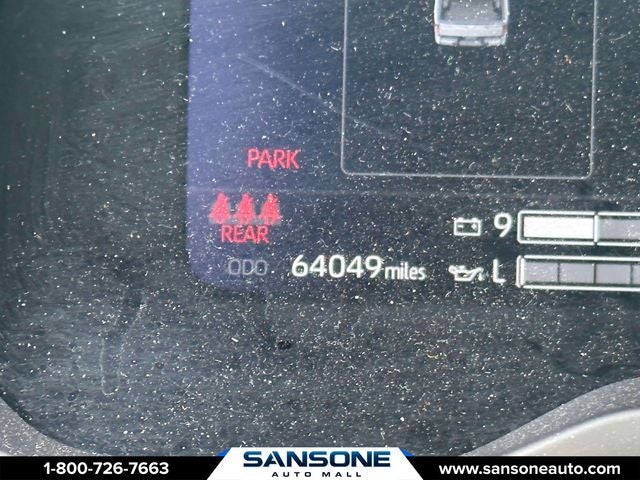 PARK
REAR
9
ODO 64049 miles
L
1-800-726-7663
SANSONE
AUTO MALL
www.sansoneauto.com